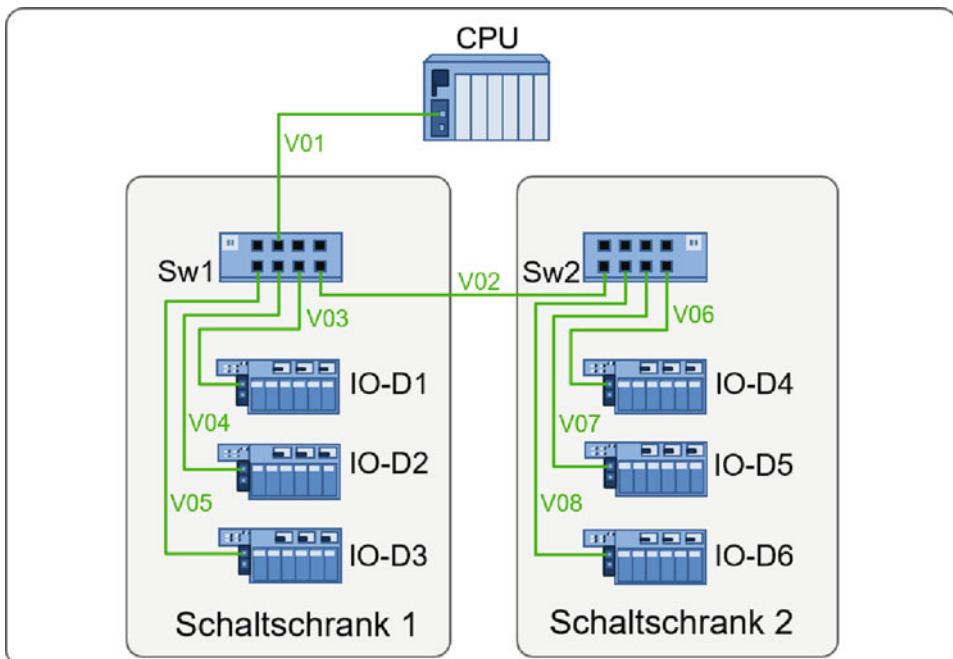 CPU
V01
Sw1
V02
Sw2
V03
V06
IO-D1
IO-D4
V04
V07
IO-D2
IO-D5
V05
V08
IO-D3
IO-D6
Schaltschrank 1
Schaltschrank 2